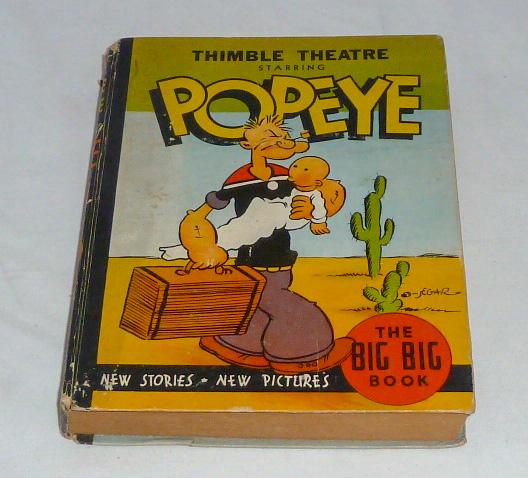 THIMBLE THEATRE
STARRING
POPEYE
SEGAR
THE
BIG BIG
BOOK
NEW STORIES ★ NEW PICTURES